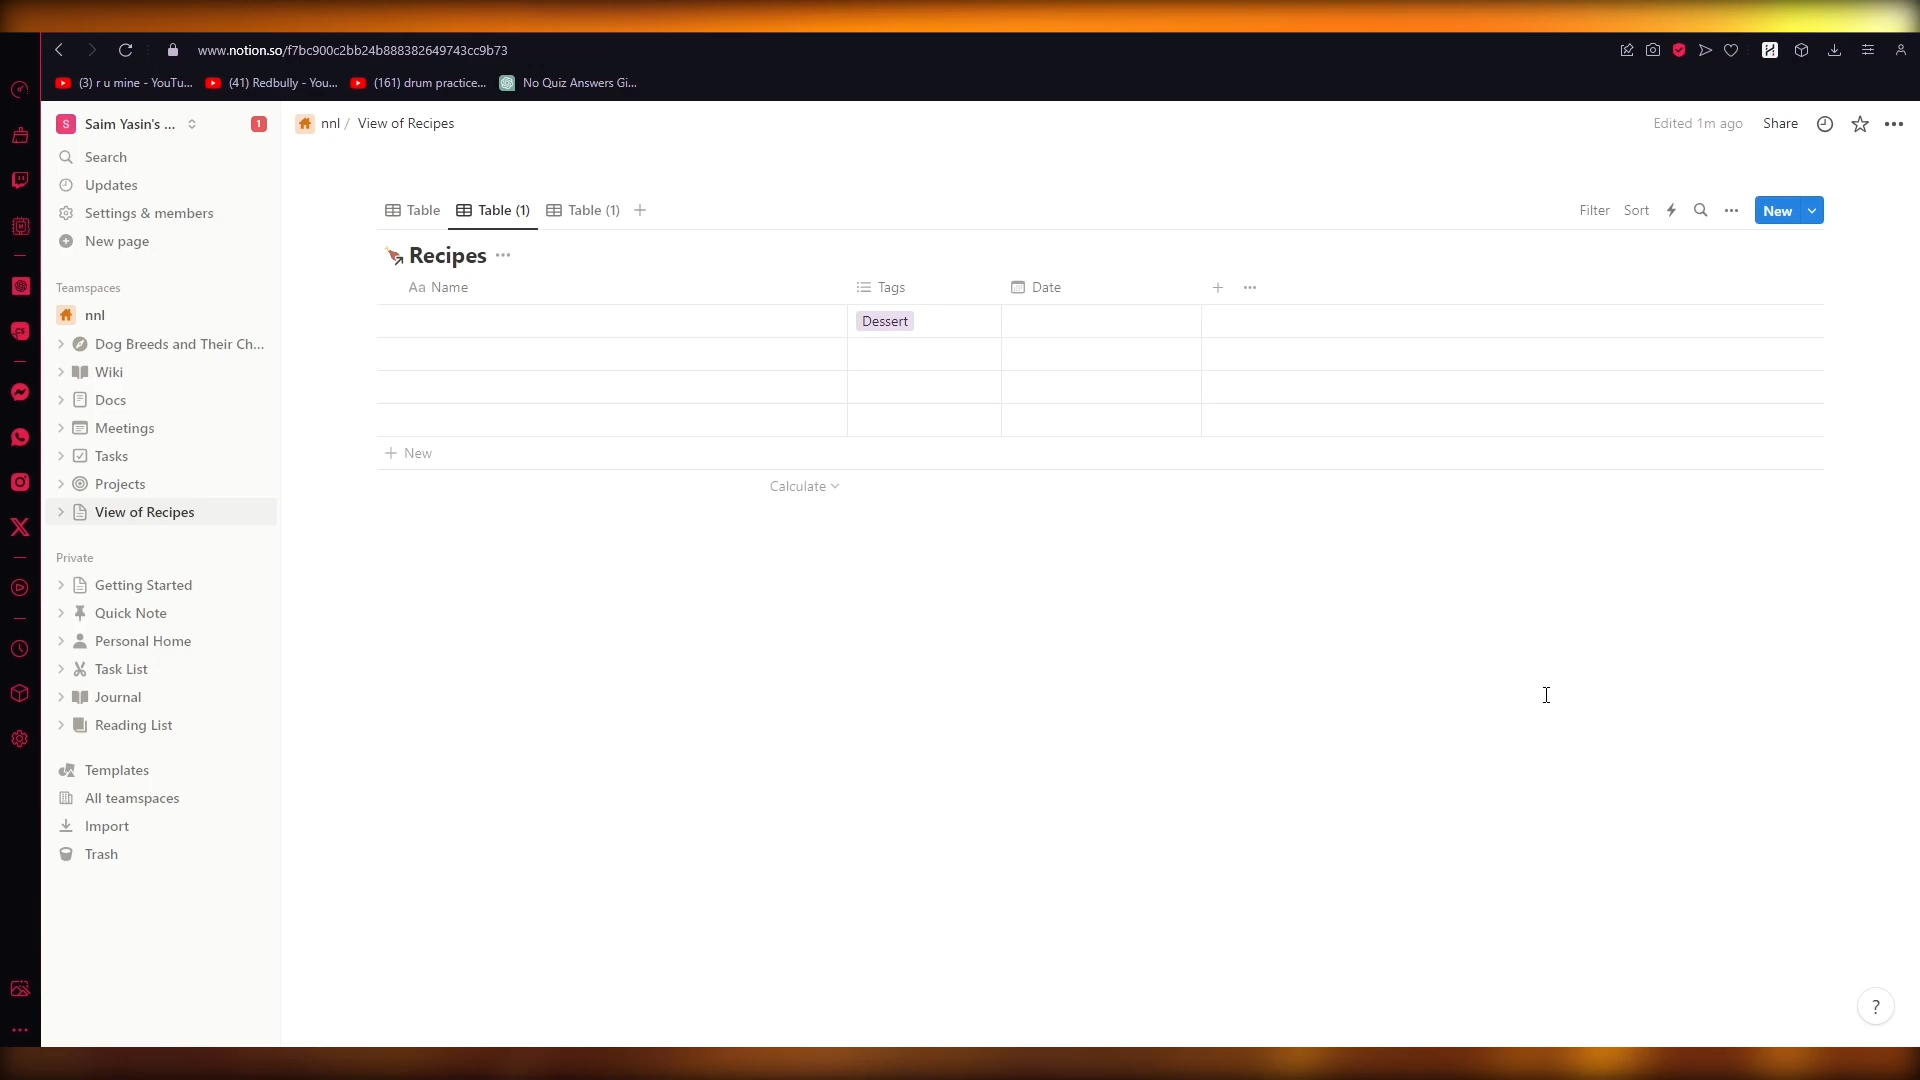 www.notion.so/f7bc900c2bb24b888382649743cc9b73
(3) r u mine - YouTu...
(41) Redbully - You...
(161) drum practice...
No Quiz Answers Gi...
S
Saim Yasin's ...
1
Search
Updates
Settings & members
New page
Teamspaces
nnl
Dog Breeds and Their Ch...
Wiki
Docs
Meetings
Tasks
Projects
View of Recipes
Private
Getting Started
Quick Note
Personal Home
Task List
Journal
Reading List
Templates
All teamspaces
Import
Trash
nnl / View of Recipes
Edited 1m ago
Share
Table
Table (1)
Table (1)
Filter
Sort
New
Recipes
Aa Name
Tags
Date
Dessert
New
Calculate
?